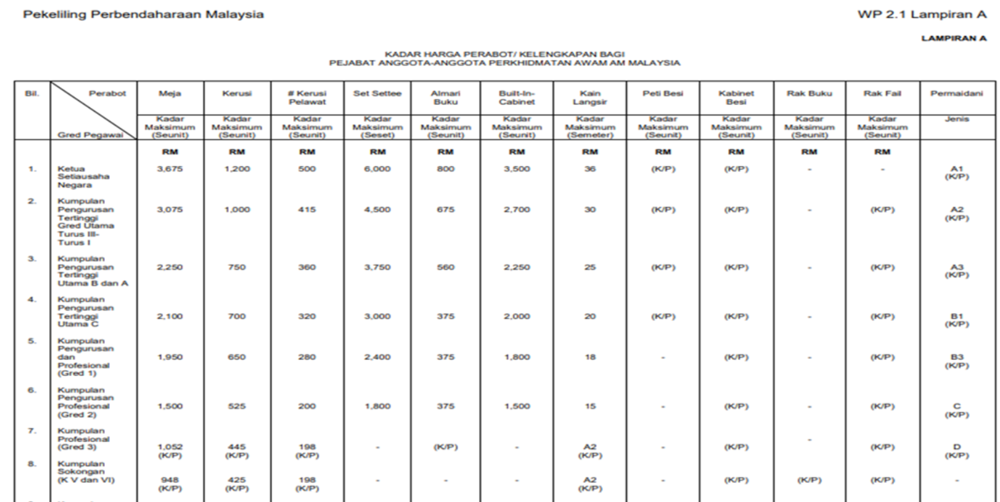 Pekeliling Perbendaharaan Malaysia WP 2.1 Lampiran A
LAMPIRAN A
KADAR HARGA PERABOT/ KELENGKAPAN BAGI
PEJABAT ANGGOTA-ANGGOTA PERKHIDMATAN AWAM AM MALAYSIA
Bil. Perabot Meja Kerusi # Kerusi Set Settee Almari Built-In- Kain Peti Besi Kabinet Rak Buku Rak Fail Permaidani
Pelawat Buku Cabinet Langsir Besi
Kadar Kadar Kadar Kadar Kadar Kadar Kadar Kadar Kadar Kadar Kadar Jenis
Maksimum Maksimum Maksimum Maksimum Maksimum Maksimum Maksimum Maksimum Maksimum Maksimum Maksimum
Gred Pegawai (Seunit) (Seunit) (Seunit) (Seset) (Seunit) (Seunit) (Semeter) (Seunit) (Seunit) (Seunit) (Seunit)
RM RM RM RM RM RM RM RM RM RM RM
1. Ketua 3,675 1,200 500 6,000 800 3,500 36 (K/P) (K/P) - - A1
Setiausaha (K/P)
Negara
2. Kumpulan
Pengurusan 3,075 1,000 415 4,500 675 2,700 30 (K/P) (K/P) - (K/P) A2
Tertinggi (K/P)
Gred Utama
Turus III-
Turus I
3. Kumpulan
Pengurusan 2,250 750 360 3,750 560 2,250 25 (K/P) (K/P) - (K/P) A3
Tertinggi (K/P)
Utama B dan A
4. Kumpulan
Pengurusan
Tertinggi 2,100 700 320 3,000 375 2,000 20 (K/P) (K/P) - (K/P) B1
Utama C (K/P)
5. Kumpulan
Pengurusan
dan 1,950 650 280 2,400 375 1,800 18 - (K/P) - (K/P) B3
Profesional (K/P)
(Gred 1)
6. Kumpulan
Pengurusan
Profesional 1,500 525 200 1,800 375 1,500 15 - (K/P) - (K/P) C
(Gred 2) (K/P)
7. Kumpulan
Profesional -
(Gred 3) 1,052 445 198 - (K/P) - A2 - (K/P) (K/P) D
(K/P) (K/P) (K/P) (K/P) (K/P)
8. Kumpulan
Sokongan
(K V dan VI) 948 425 198 - - - A2 - (K/P) (K/P) (K/P) -
(K/P) (K/P) (K/P) (K/P)